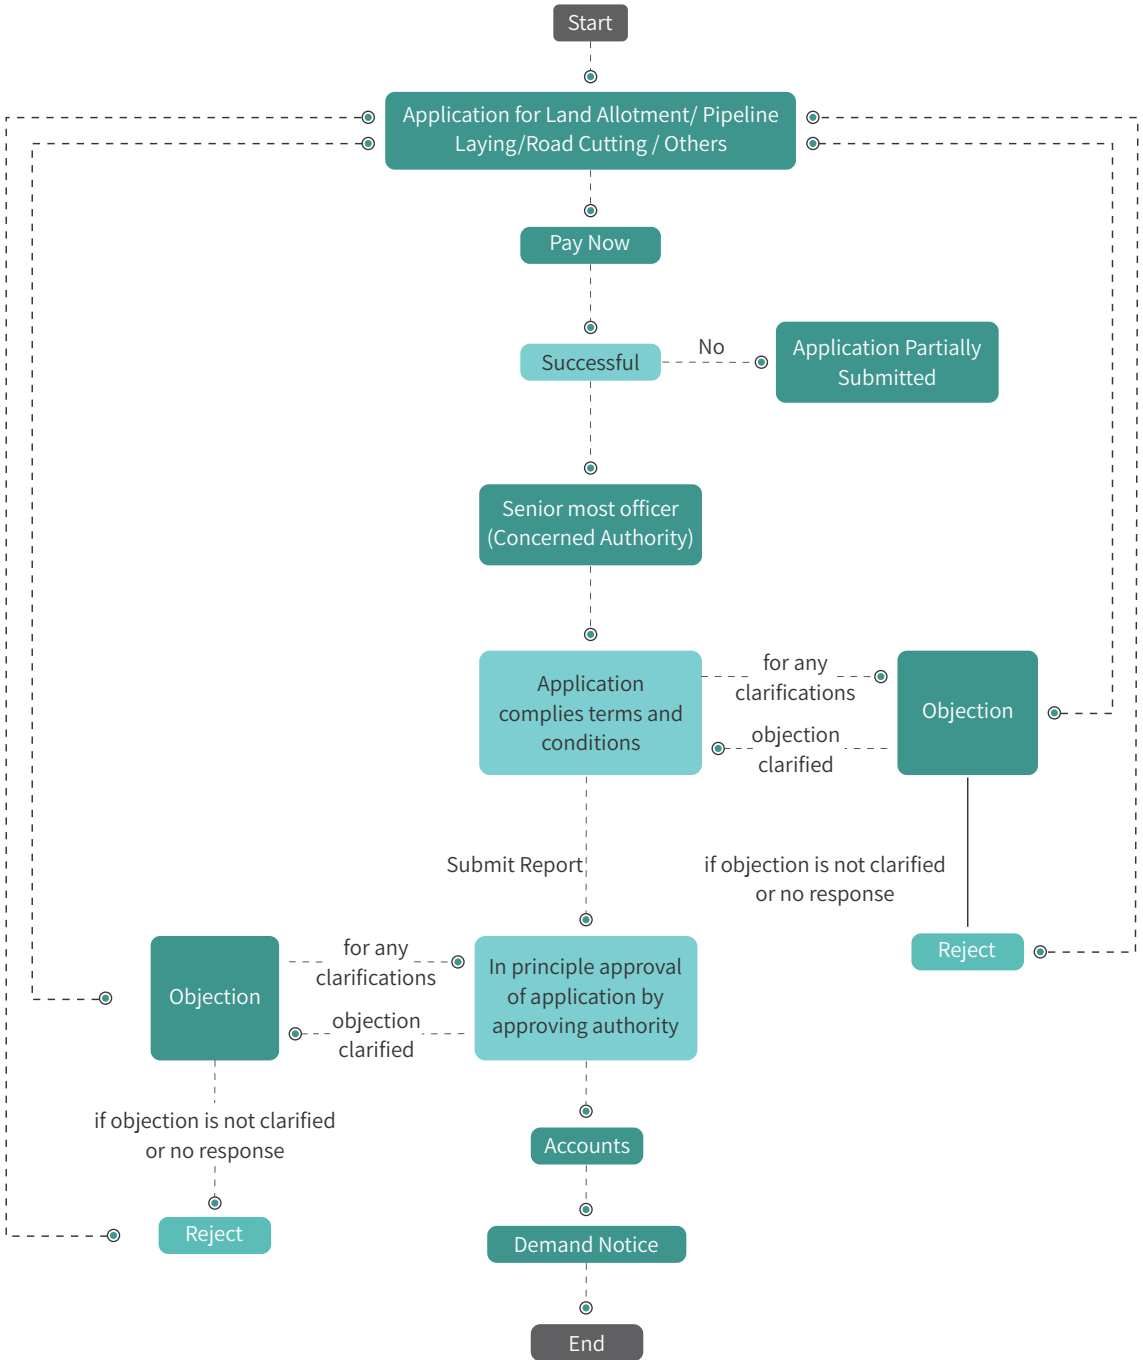 Start
Application for Land Allotment/ Pipeline
Laying/Road Cutting / Others
Pay Now
Successful
No
Application Partially
Submitted
Senior most officer
(Concerned Authority)
Application
complies terms and
conditions
for any
clarifications
objection
clarified
Objection
Submit Report
if objection is not clarified
or no response
Reject
Objection
for any
clarifications
objection
clarified
In principle approval
of application by
approving authority
if objection is not clarified
or no response
Reject
Accounts
Demand Notice
End